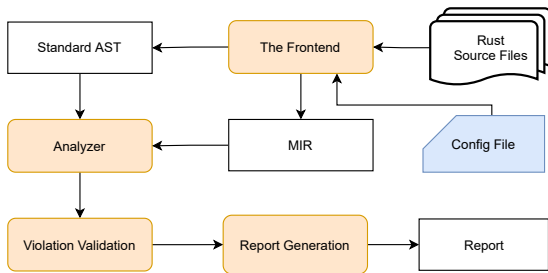 Standard AST
The Frontend
Rust
Source Files
Analyzer
MIR
Config File
Violation Validation
Report Generation
Report